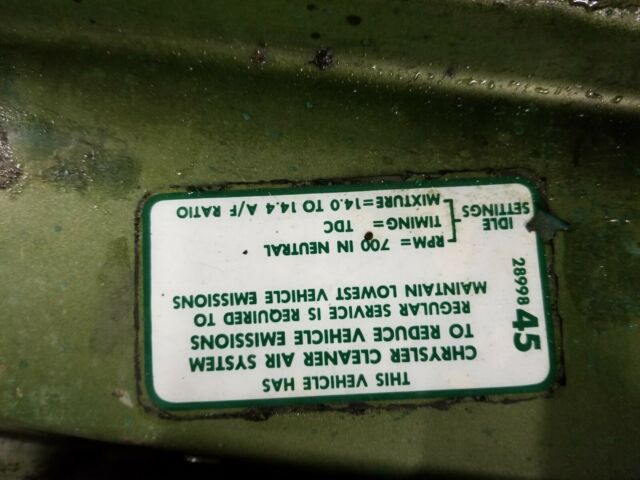 THIS VEHICLE HAS
CHRYSLER CLEANER AIR SYSTEM
TO REDUCE VEHICLE EMISSIONS
REGULAR SERVICE IS REQUIRED TO
MAINTAIN LOWEST VEHICLE EMISSIONS
IDLE SETTINGS
RPM= 700 IN NEUTRAL
TIMING= TDC
MIXTURE=14.0 TO 14.4 A/F RATIO
2899845